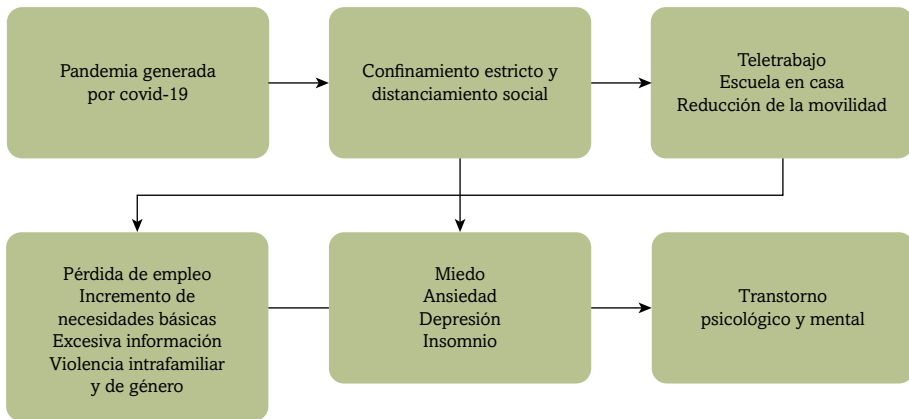 Pandemia generada
por covid-19
Confinamiento estricto y
distanciamiento social
Teletrabajo
Escuela en casa
Reducción de la movilidad
Pérdida de empleo
Incremento de
necesidades básicas
Excesiva información
Violencia intrafamiliar
y de género
Miedo
Ansiedad
Depresión
Insomnio
Transtorno
psicológico y mental